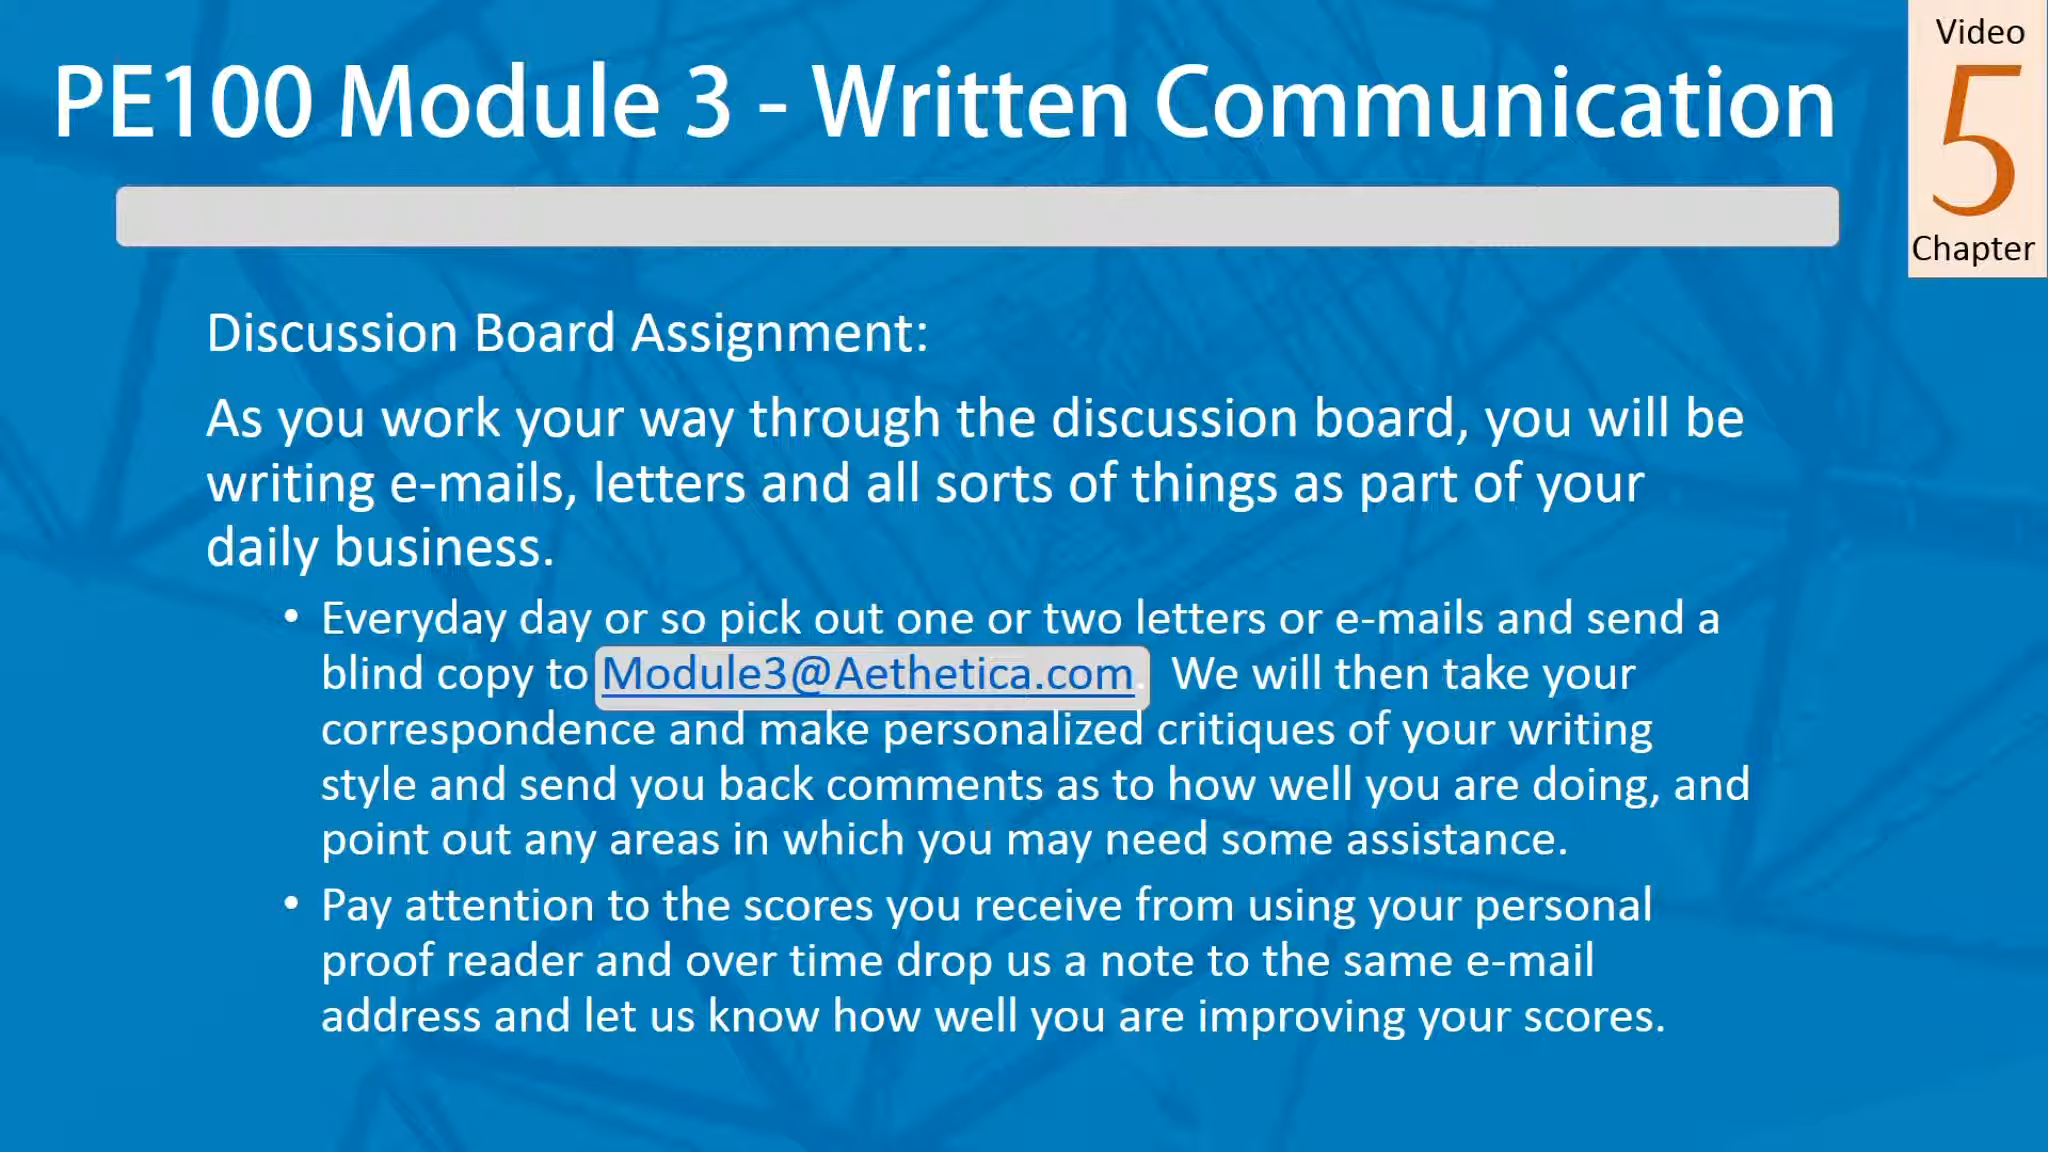 PE100 Module 3 - Written Communication
Video
5
Chapter
Discussion Board Assignment:
As you work your way through the discussion board, you will be
writing e-mails, letters and all sorts of things as part of your
daily business.
• Everyday day or so pick out one or two letters or e-mails and send a
blind copy to Module3@Aethetica.com. We will then take your
correspondence and make personalized critiques of your writing
style and send you back comments as to how well you are doing, and
point out any areas in which you may need some assistance.
• Pay attention to the scores you receive from using your personal
proof reader and over time drop us a note to the same e-mail
address and let us know how well you are improving your scores.